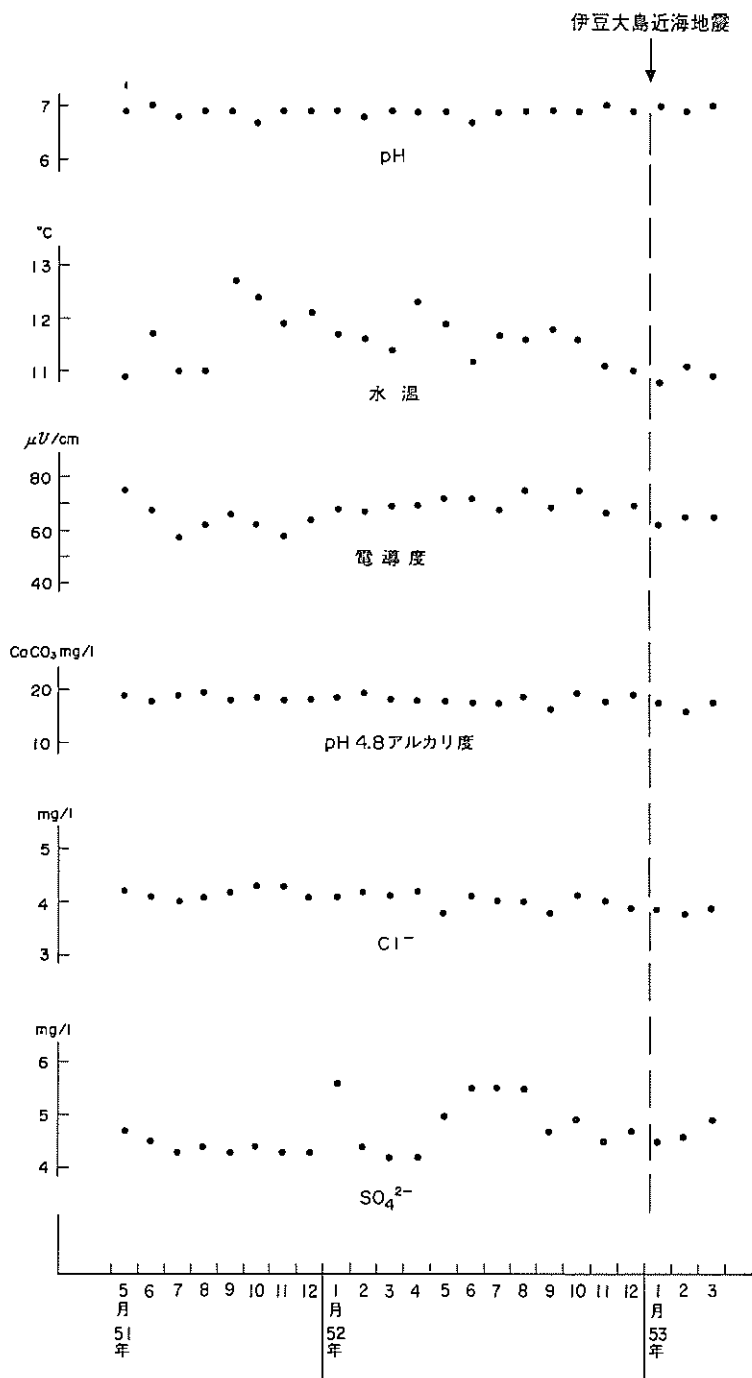 伊豆大島近海地震
7
6
pH
°C
13
12
11
水温
μ℧/cm
80
60
40
電導度
CaCO₃ mg/l
20
10
pH 4.8アルカリ度
mg/l
5
4
3
Cl⁻
mg/l
6
5
4
SO₄²⁻
5 6 7 8 9 10 11 12 1 2 3 4 5 6 7 8 9 10 11 12 1 2 3
月 月 月
51 52 53
年 年 年